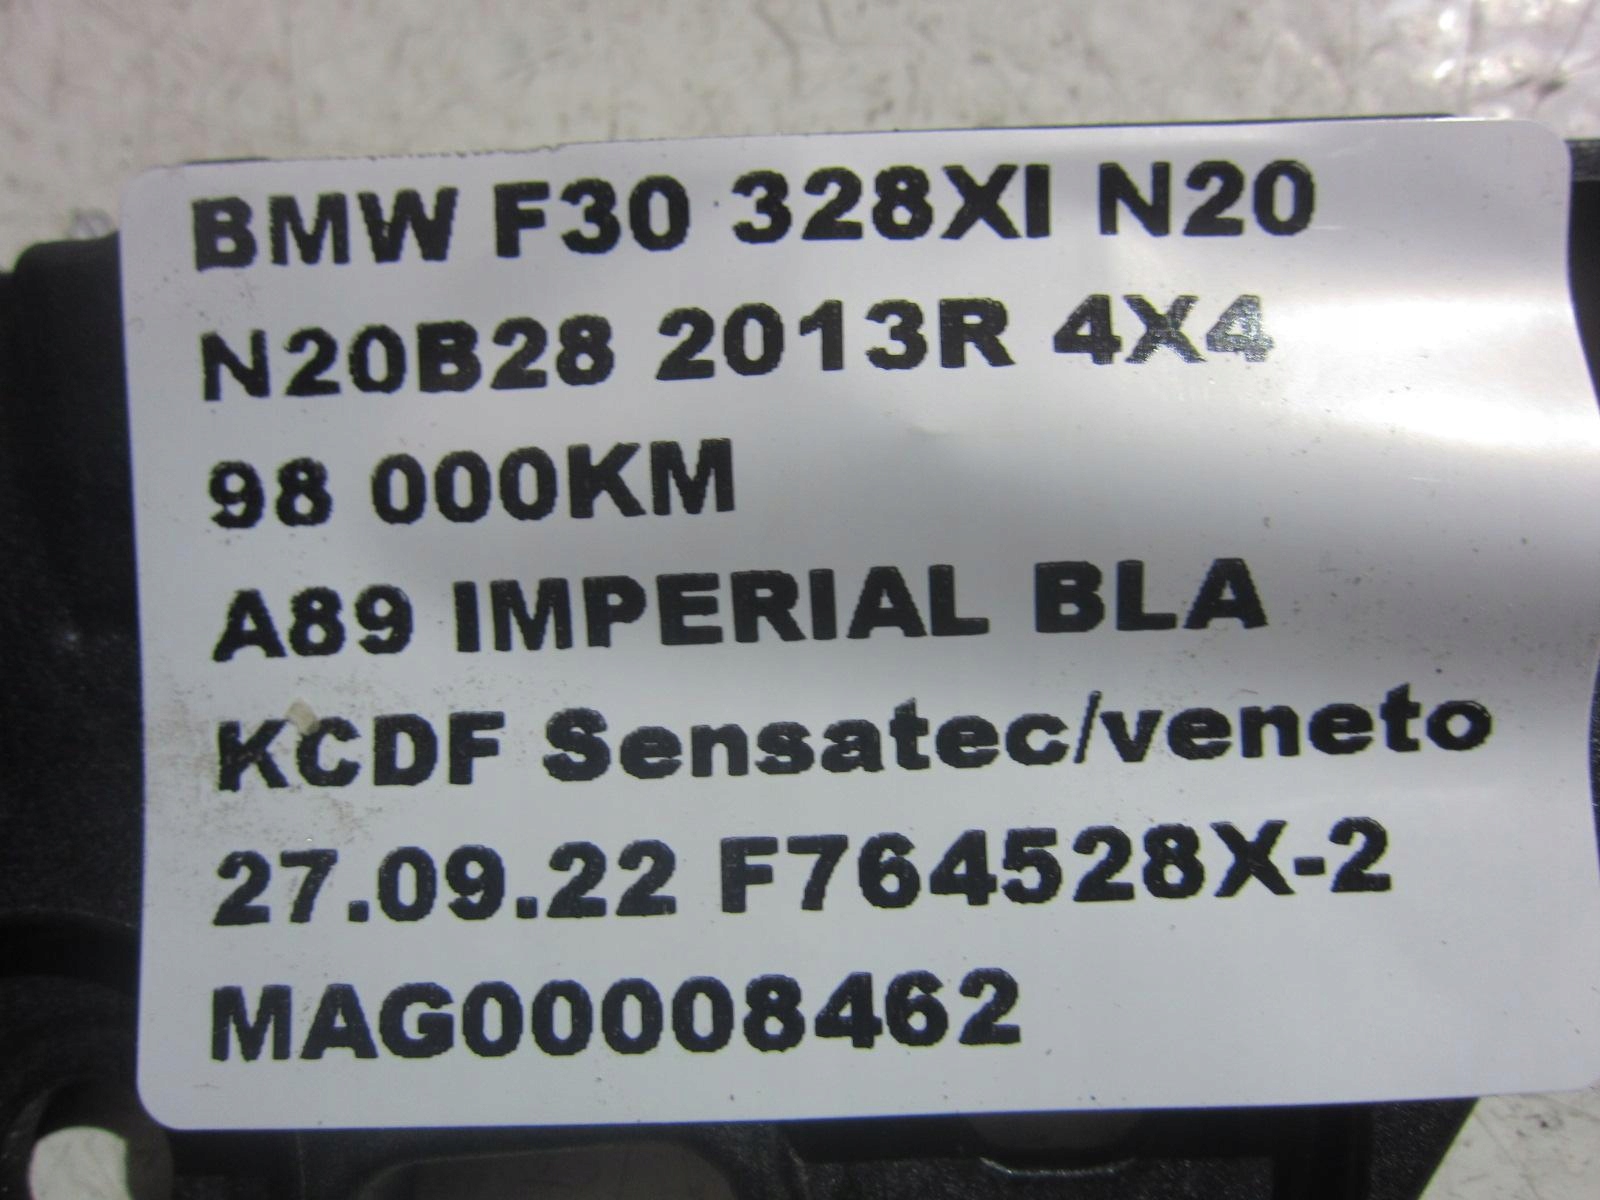 BMW F30 328XI N20
N20B28 2013R 4X4
98 000KM
A89 IMPERIAL BLA
KCDF Sensatec/veneto
27.09.22 F764528X-2
MAG00008462